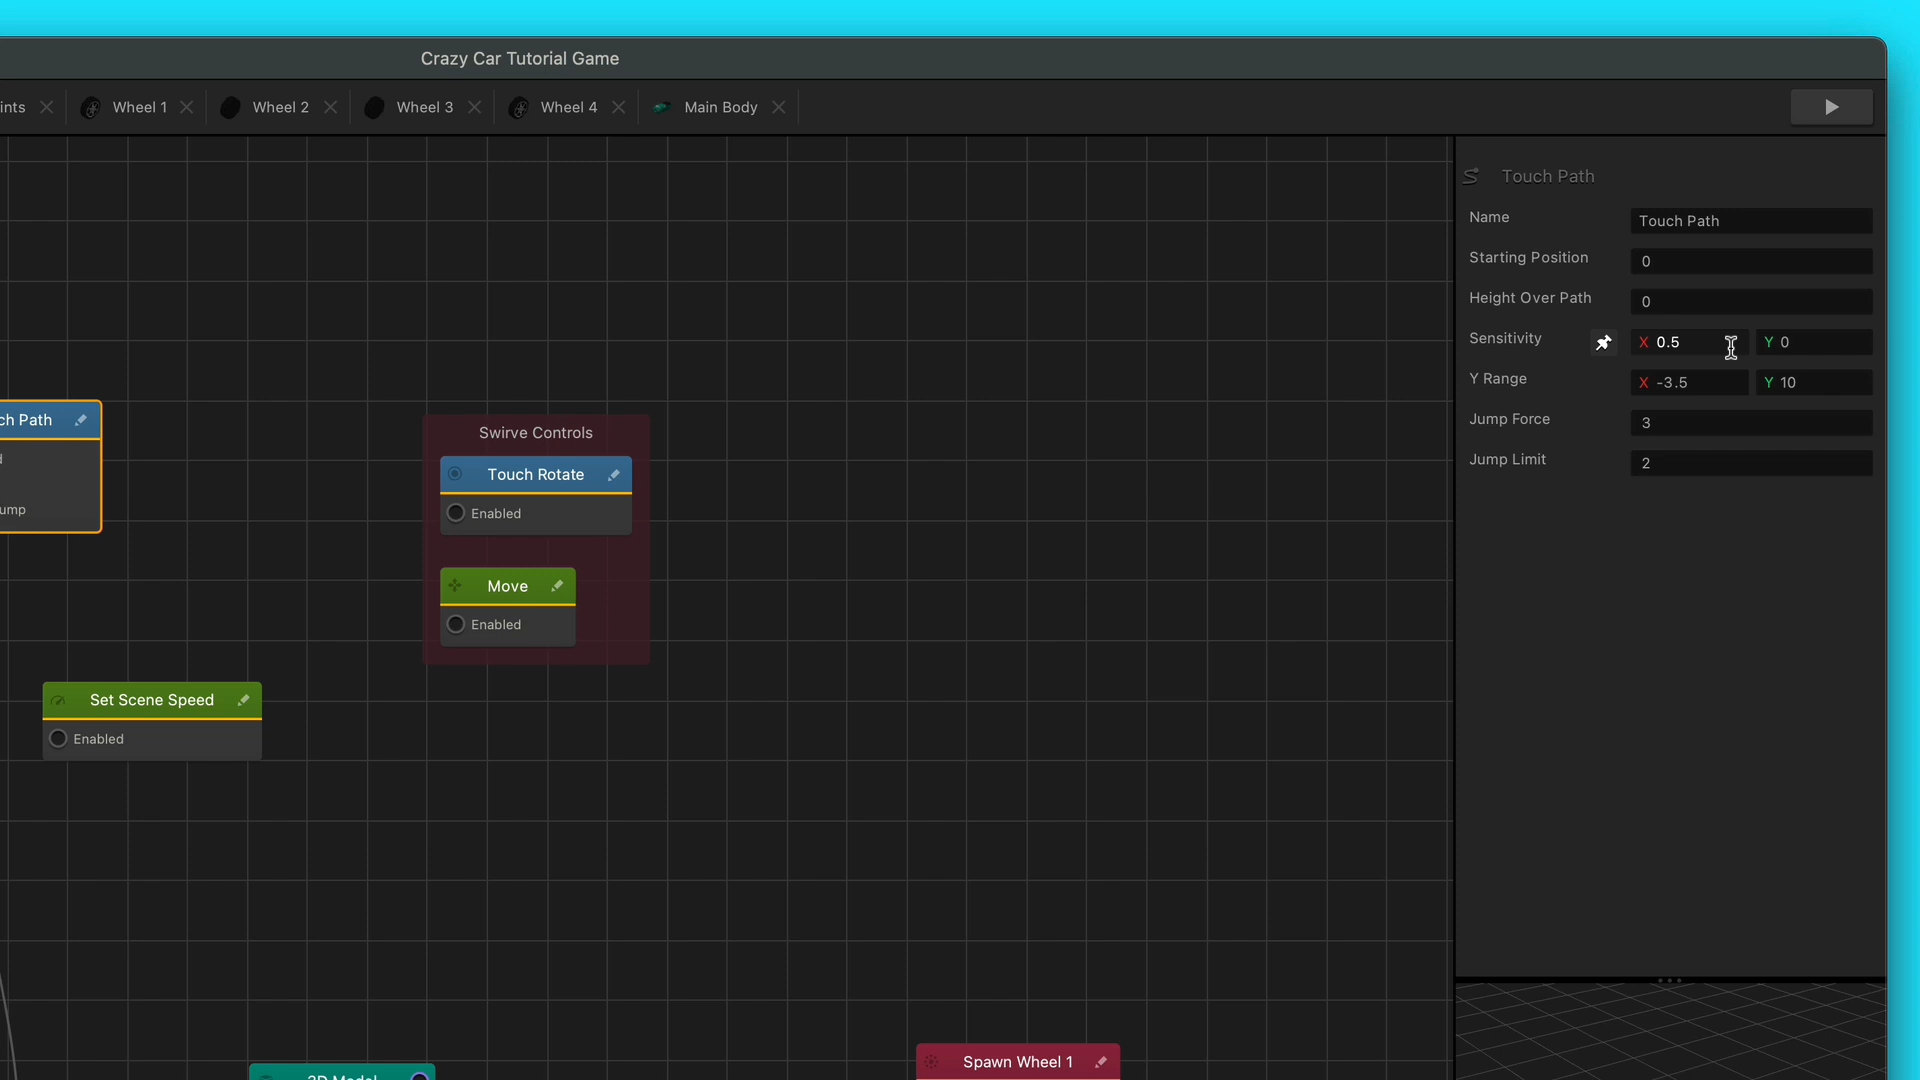 Crazy Car Tutorial Game
ints
Wheel 1
Wheel 2
Wheel 3
Wheel 4
Main Body
Touch Path
Name
Touch Path
Starting Position
0
Height Over Path
0
Sensitivity
X 0.5
Y 0
Y Range
X -3.5
Y 10
Jump Force
3
Jump Limit
2
ch Path
d
ump
Swirve Controls
Touch Rotate
Enabled
Move
Enabled
Set Scene Speed
Enabled
3D Model
Spawn Wheel 1